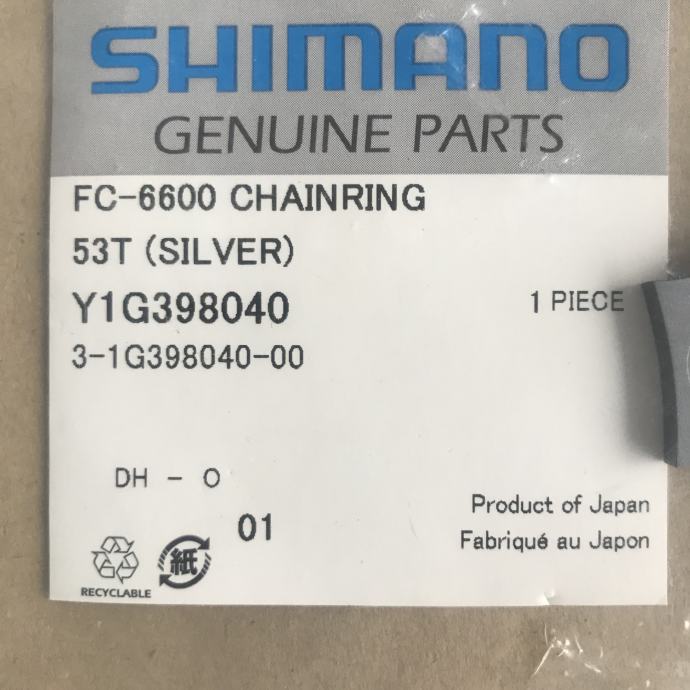 SHIMANO
GENUINE PARTS
FC-6600 CHAINRING
53T (SILVER)
Y1G398040
1 PIECE
3-1G398040-00
DH - O
01
Product of Japan
Fabriqué au Japon
紙
RECYCLABLE